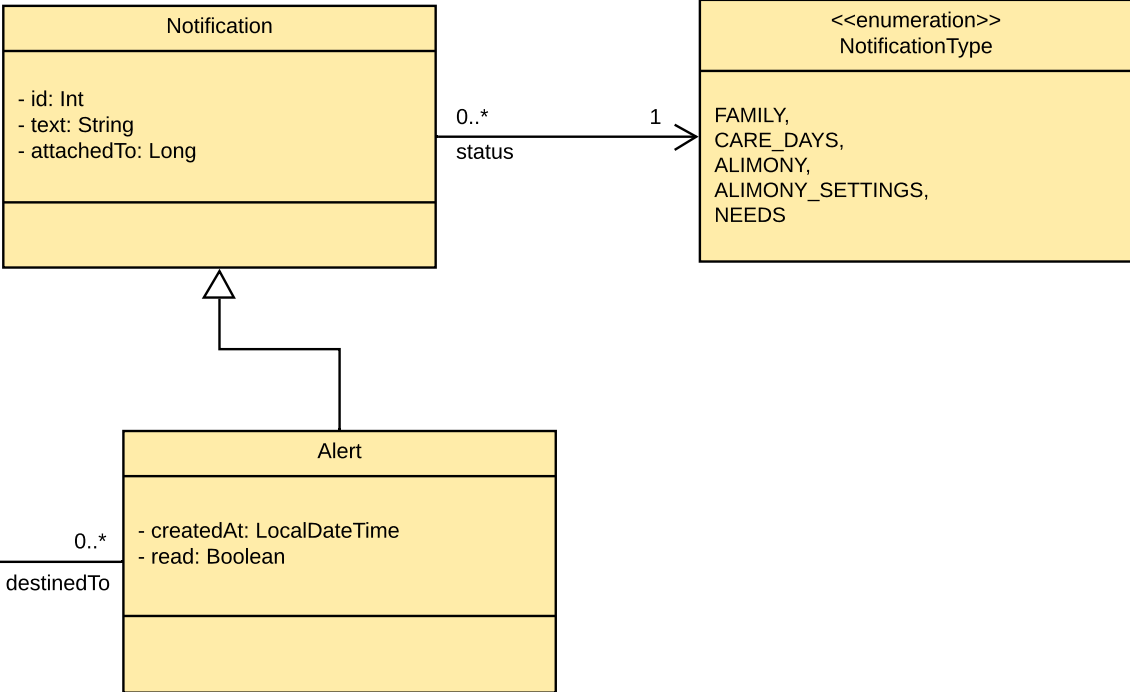 Notification
- id: Int
- text: String
- attachedTo: Long
0..*
1
status
<<enumeration>>
NotificationType
FAMILY,
CARE_DAYS,
ALIMONY,
ALIMONY_SETTINGS,
NEEDS
Alert
- createdAt: LocalDateTime
- read: Boolean
0..*
destinedTo